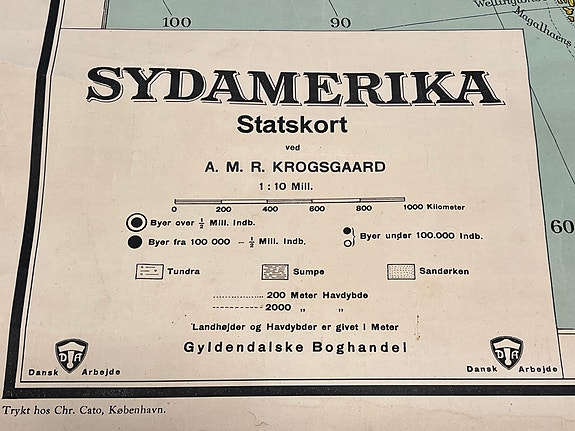 Wellington
Magalhaens
100
90
SYDAMERIKA
Statskort
ved
A. M. R. KROGSGAARD
1 : 10 Mill.
0 200 400 600 800 1000 Kilometer
Byer over ½ Mill. Indb.
Byer fra 100 000 – ½ Mill. Indb.
Byer under 100.000 Indb.
60
Tundra
Sumpe
Sandørken
200 Meter Havdybde
2000 „ „
Landhøjder og Havdybder er givet i Meter
Gyldendalske Boghandel
DA
Dansk Arbejde
DA
Dansk Arbejde
Trykt hos Chr. Cato, København.